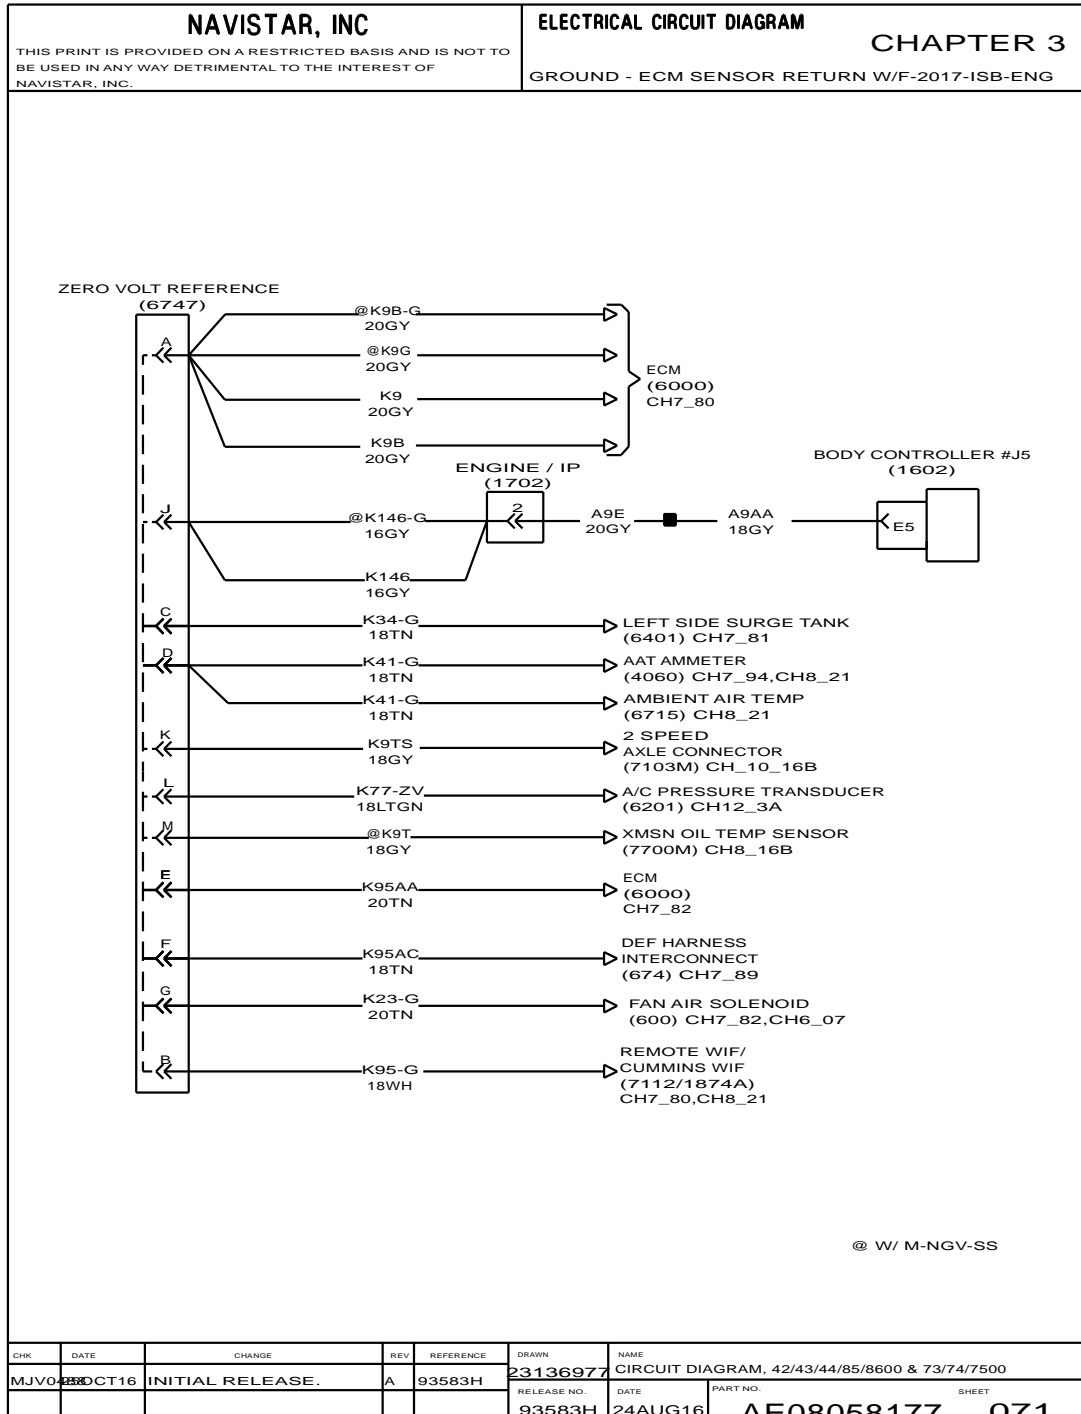 NAVISTAR, INC
THIS PRINT IS PROVIDED ON A RESTRICTED BASIS AND IS NOT TO
BE USED IN ANY WAY DETRIMENTAL TO THE INTEREST OF
NAVISTAR, INC.
ELECTRICAL CIRCUIT DIAGRAM
CHAPTER 3
GROUND - ECM SENSOR RETURN W/F-2017-ISB-ENG
ZERO VOLT REFERENCE
(6747)
A
@K9B-G
20GY
@K9G
20GY
K9
20GY
K9B
20GY
ECM
(6000)
CH7_80
ENGINE / IP
(1702)
2
BODY CONTROLLER #J5
(1602)
J
@K146-G
16GY
A9E
20GY
A9AA
18GY
E5
K146
16GY
C
K34-G
18TN
LEFT SIDE SURGE TANK
(6401) CH7_81
D
K41-G
18TN
AAT AMMETER
(4060) CH7_94,CH8_21
K41-G
18TN
AMBIENT AIR TEMP
(6715) CH8_21
K
K9TS
18GY
2 SPEED
AXLE CONNECTOR
(7103M) CH_10_16B
L
K77-ZV
18LTGN
A/C PRESSURE TRANSDUCER
(6201) CH12_3A
M
@K9T
18GY
XMSN OIL TEMP SENSOR
(7700M) CH8_16B
E
K95AA
20TN
ECM
(6000)
CH7_82
F
K95AC
18TN
DEF HARNESS
INTERCONNECT
(674) CH7_89
G
K23-G
20TN
FAN AIR SOLENOID
(600) CH7_82,CH6_07
B
K95-G
18WH
REMOTE WIF/
CUMMINS WIF
(7112/1874A)
CH7_80,CH8_21
@ W/ M-NGV-SS
CHK DATE CHANGE REV REFERENCE
INITIAL RELEASE. A 93583H
DRAWN
23136977
NAME
CIRCUIT DIAGRAM, 42/43/44/85/8600 & 73/74/7500
RELEASE NO.
93583H
DATE
24AUG16
PART NO.
AE08058177
SHEET
071